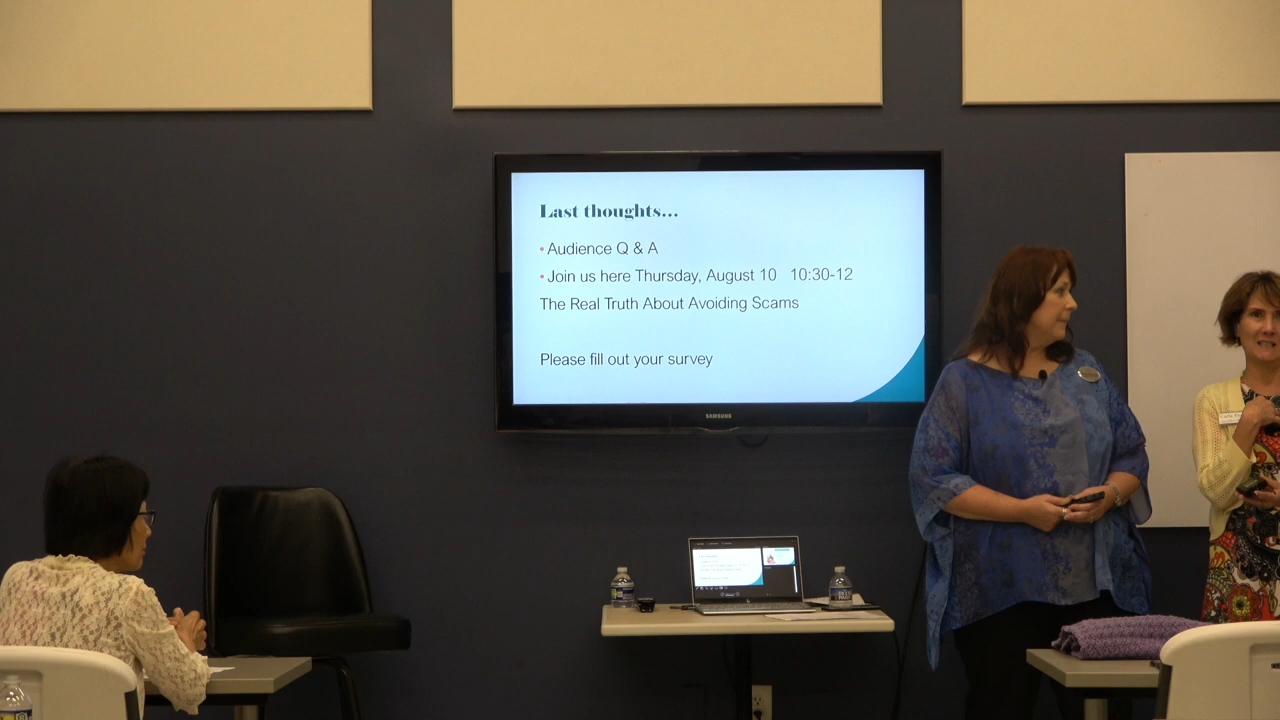 Last thoughts...
• Audience Q & A
• Join us here Thursday, August 10 10:30-12
The Real Truth About Avoiding Scams
Please fill out your survey
SAMSUNG